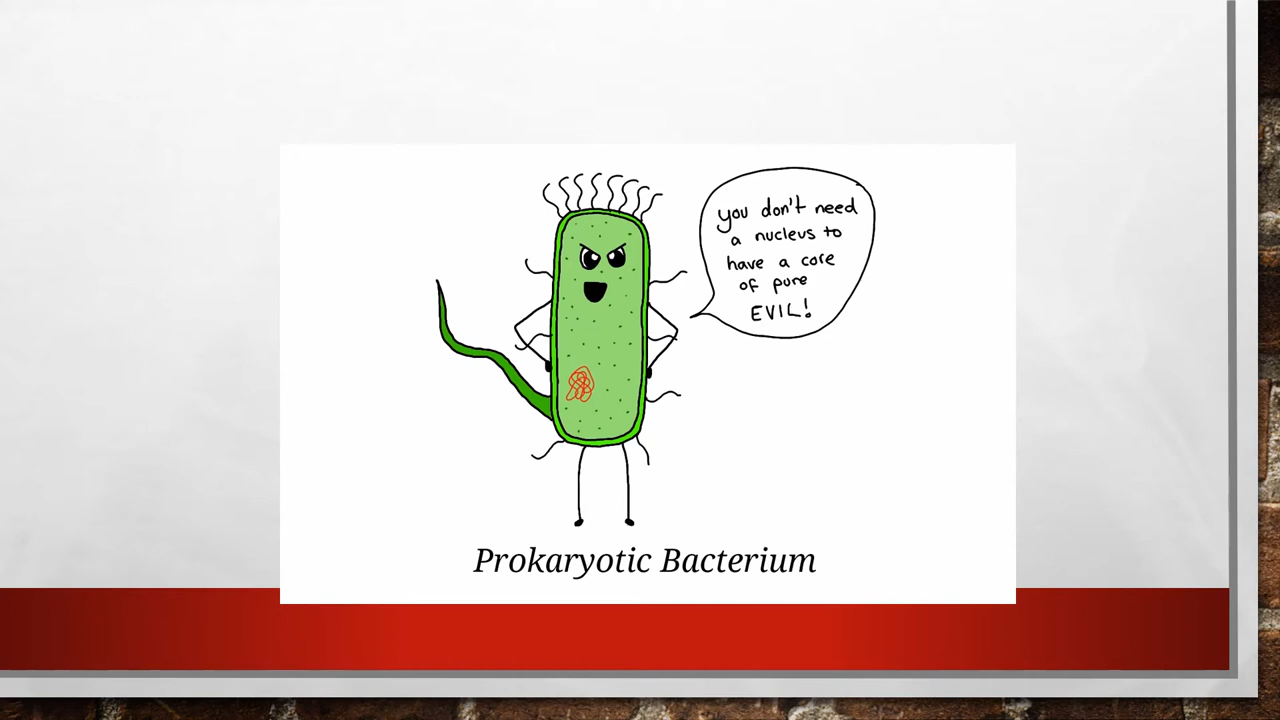 you don't need
a nucleus to
have a core
of pure
EVIL!
Prokaryotic Bacterium